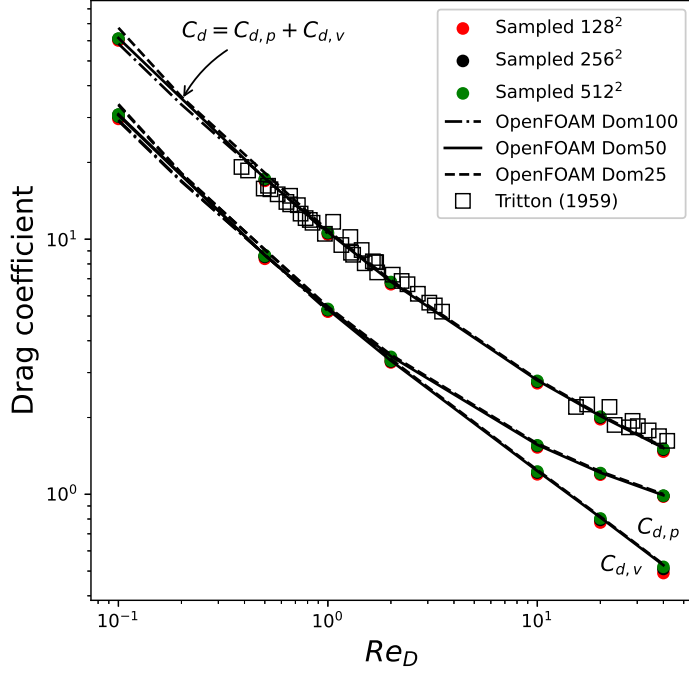 C_d = C_{d,p} + C_{d,v}
Sampled 128²
Sampled 256²
Sampled 512²
OpenFOAM Dom100
OpenFOAM Dom50
OpenFOAM Dom25
Tritton (1959)
Drag coefficient
10¹
10⁰
C_{d,p}
C_{d,v}
10⁻¹
10⁰
10¹
Re_D